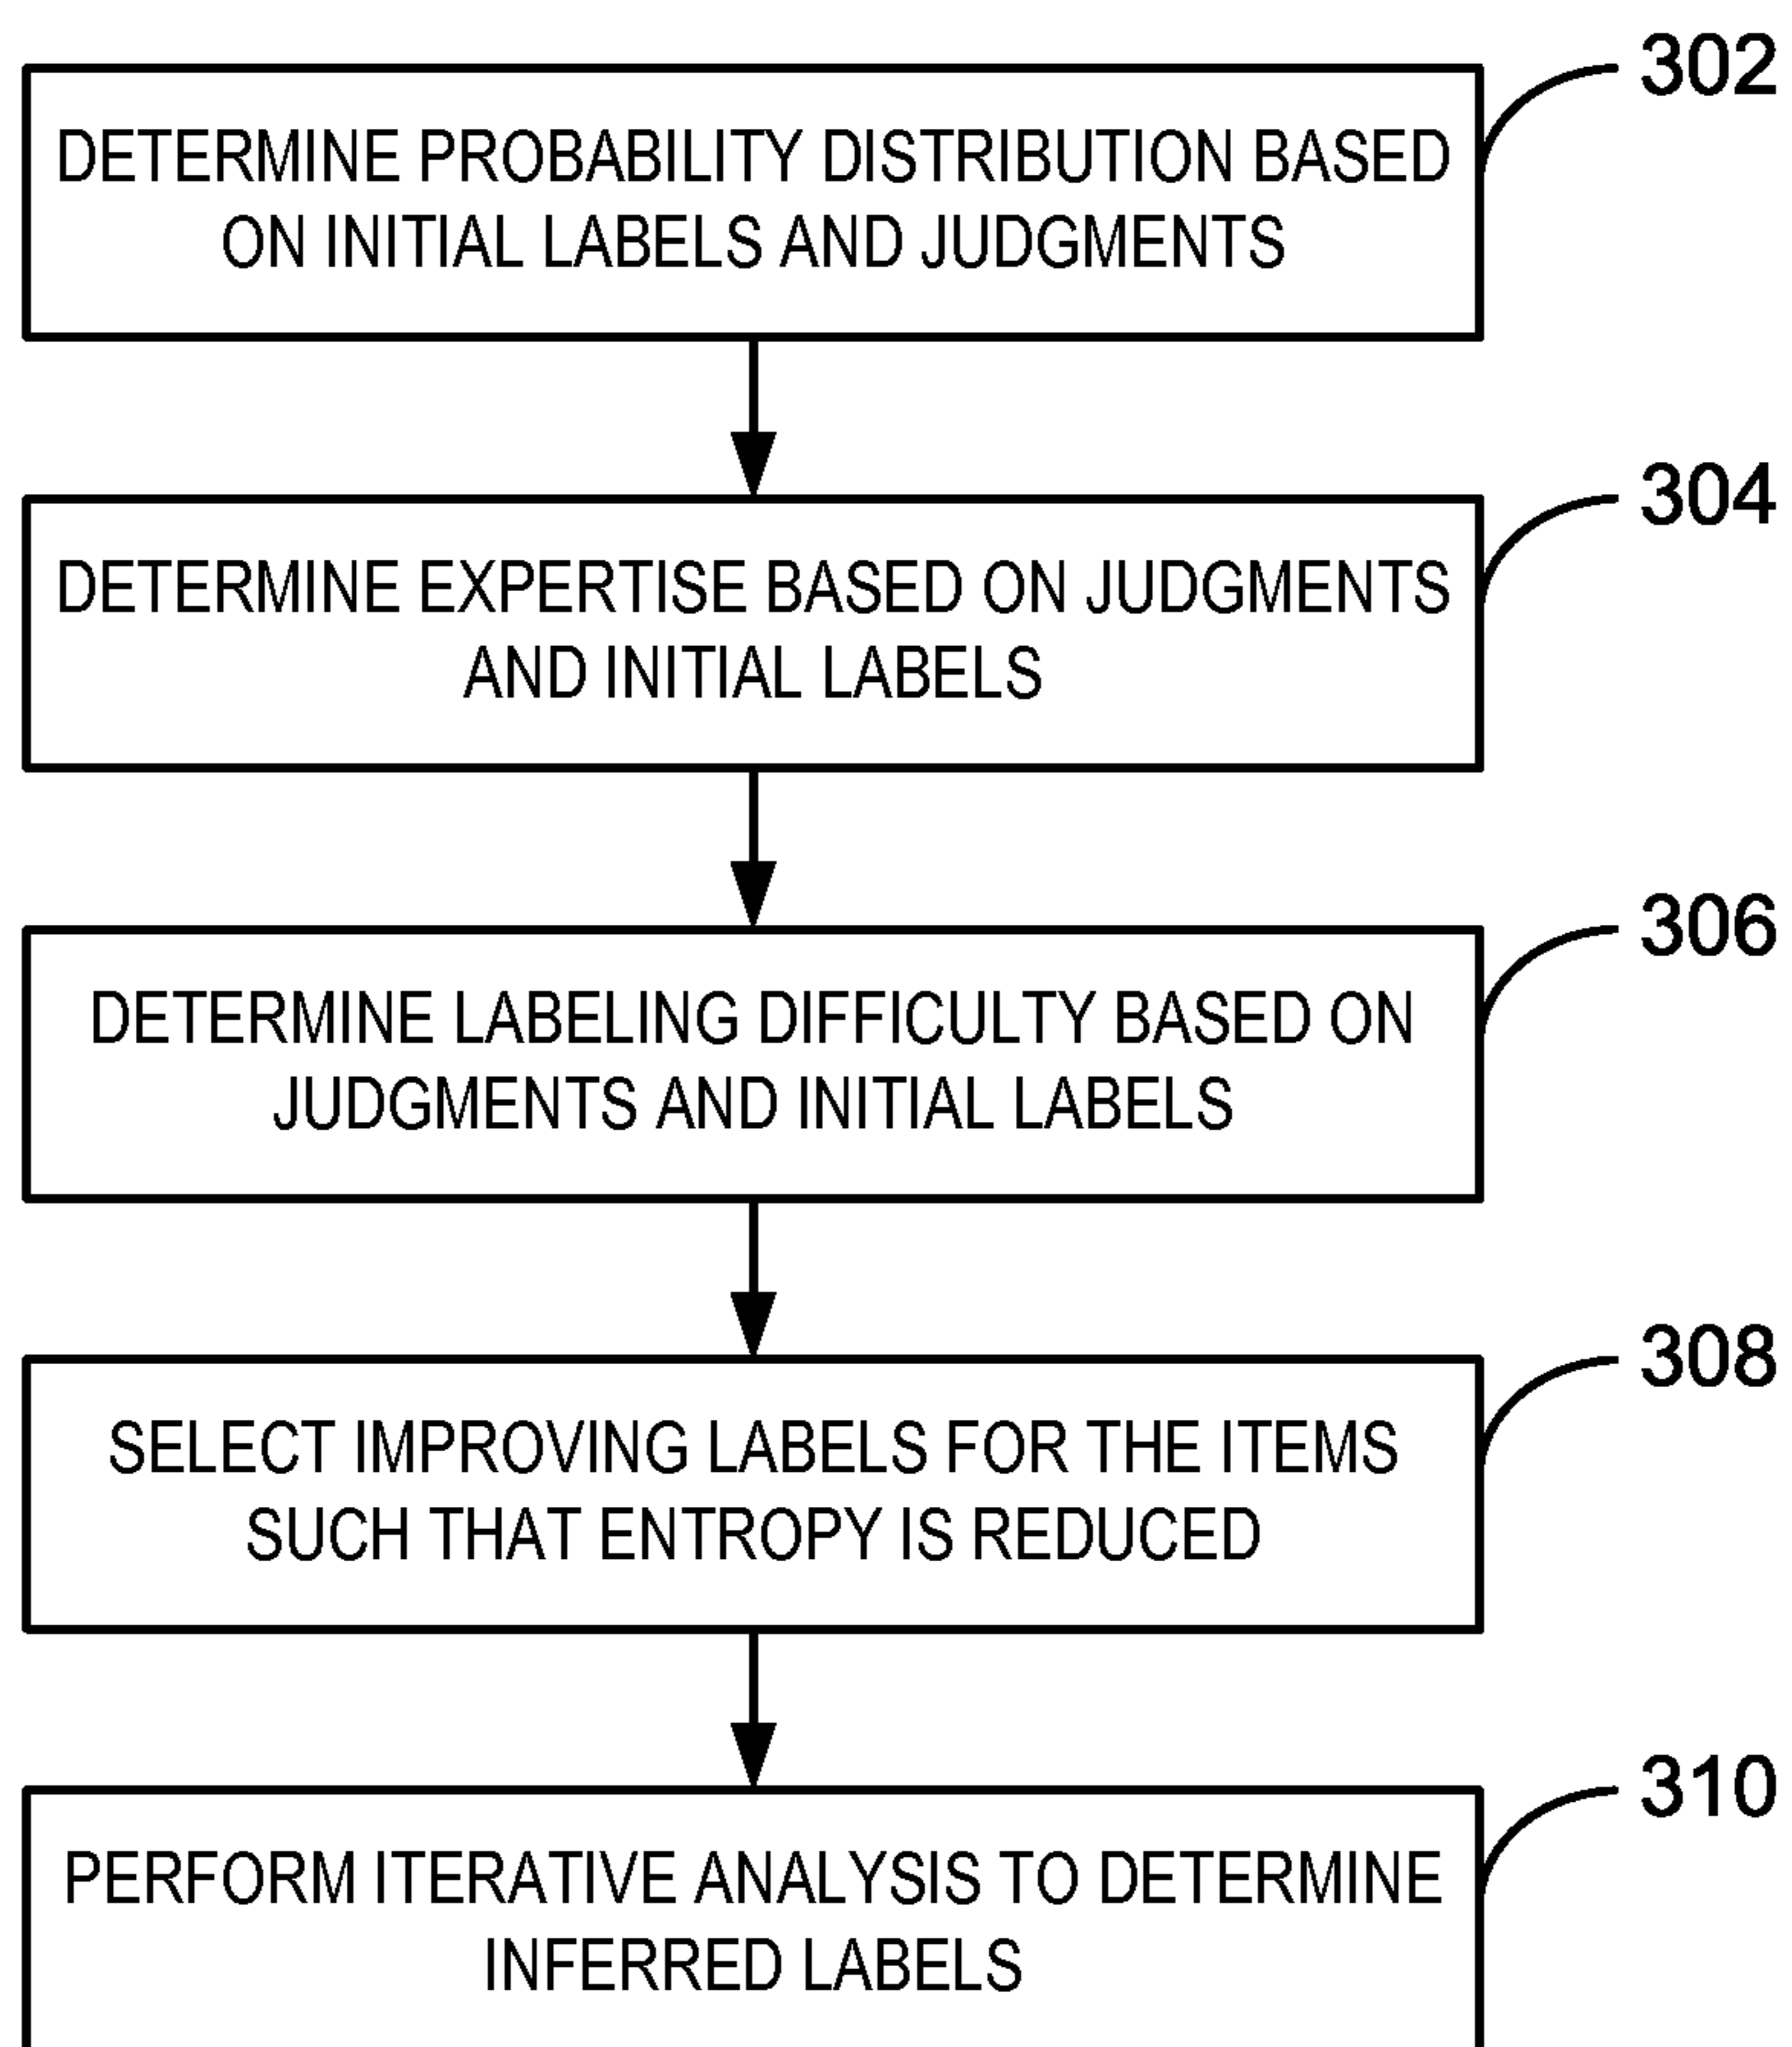 302
DETERMINE PROBABILITY DISTRIBUTION BASED
ON INITIAL LABELS AND JUDGMENTS
304
DETERMINE EXPERTISE BASED ON JUDGMENTS
AND INITIAL LABELS
306
DETERMINE LABELING DIFFICULTY BASED ON
JUDGMENTS AND INITIAL LABELS
308
SELECT IMPROVING LABELS FOR THE ITEMS
SUCH THAT ENTROPY IS REDUCED
310
PERFORM ITERATIVE ANALYSIS TO DETERMINE
INFERRED LABELS